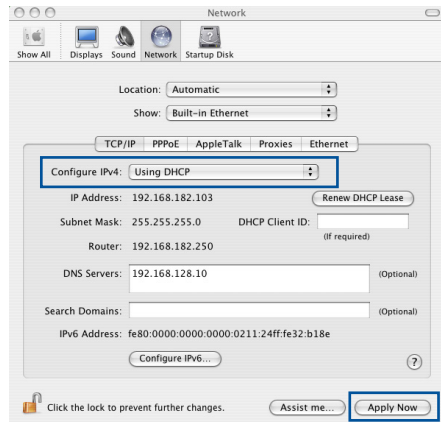 Network
Show All Displays Sound Network Startup Disk
Location: Automatic
Show: Built-in Ethernet
TCP/IP PPPoE AppleTalk Proxies Ethernet
Configure IPv4: Using DHCP
IP Address: 192.168.182.103 Renew DHCP Lease
Subnet Mask: 255.255.255.0 DHCP Client ID:
(If required)
Router: 192.168.182.250
DNS Servers: 192.168.128.10 (Optional)
Search Domains: (Optional)
IPv6 Address: fe80:0000:0000:0000:0211:24ff:fe32:b18e
Configure IPv6... ?
Click the lock to prevent further changes. Assist me... Apply Now